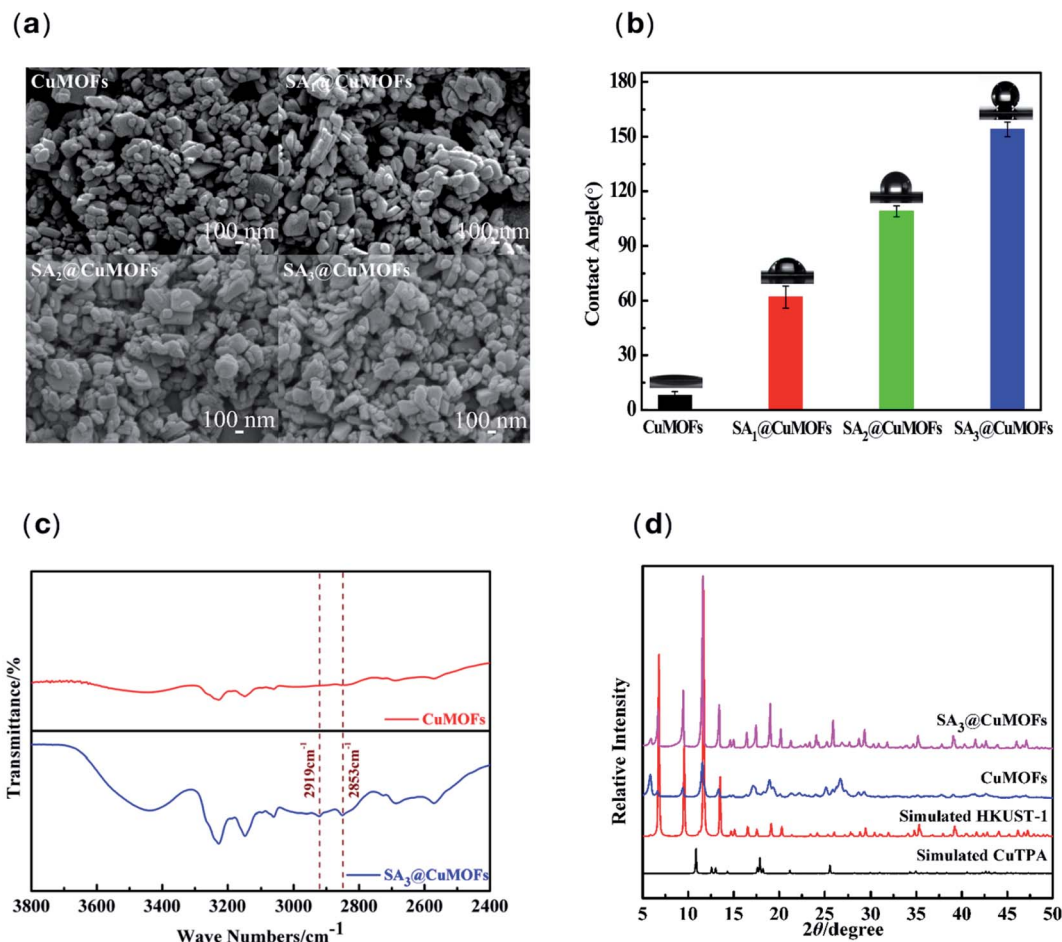 (a)
CuMOFs
SA1@CuMOFs
100 nm
100 nm
SA2@CuMOFs
SA3@CuMOFs
100 nm
100 nm
(b)
Contact Angle(°)
180
150
120
90
60
30
0
CuMOFs
SA1@CuMOFs
SA2@CuMOFs
SA3@CuMOFs
(c)
Transmittance/%
CuMOFs
2919cm-1
2853cm-1
SA3@CuMOFs
3800 3600 3400 3200 3000 2800 2600 2400
Wave Numbers/cm-1
(d)
Relative Intensity
SA3@CuMOFs
CuMOFs
Simulated HKUST-1
Simulated CuTPA
5 10 15 20 25 30 35 40 45 50
2θ/degree